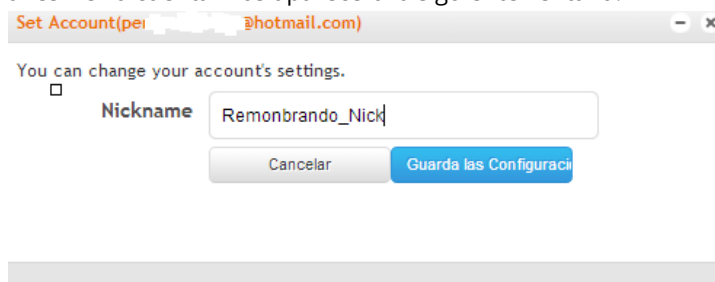 Set Account(per @hotmail.com)
You can change your account's settings.
Nickname
Remonbrando_Nick
Cancelar
Guarda las Configuraci